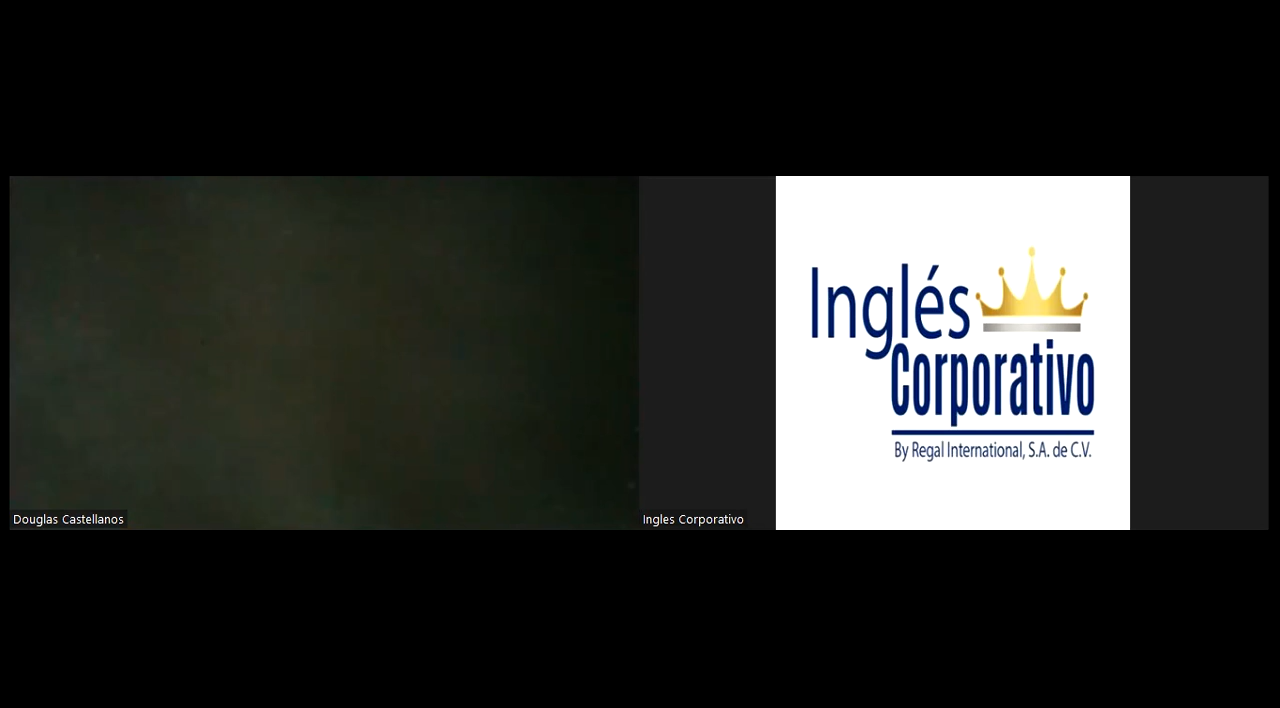 Inglés
Corporativo
By Regal International, S.A. de C.V.
Douglas Castellanos
Ingles Corporativo